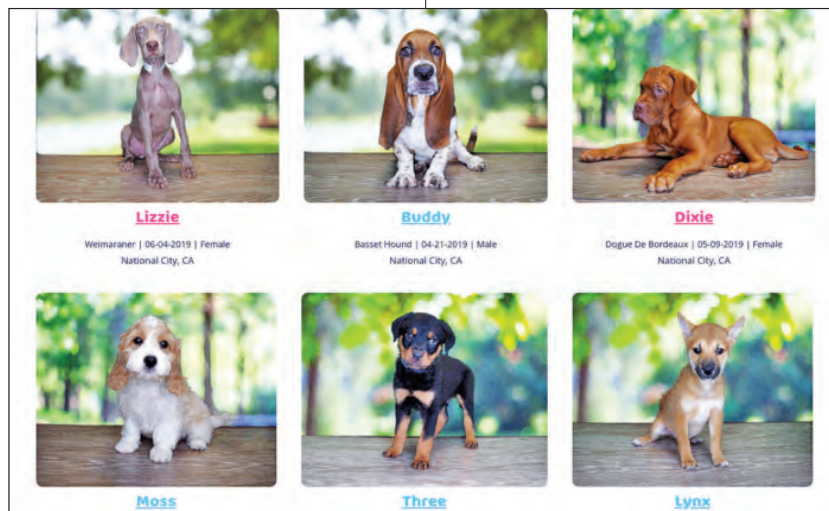 Lizzie
Buddy
Dixie
Weimaraner | 06-04-2019 | Female
Basset Hound | 04-21-2019 | Male
Dogue De Bordeaux | 05-09-2019 | Female
National City, CA
National City, CA
National City, CA
Moss
Three
Lynx